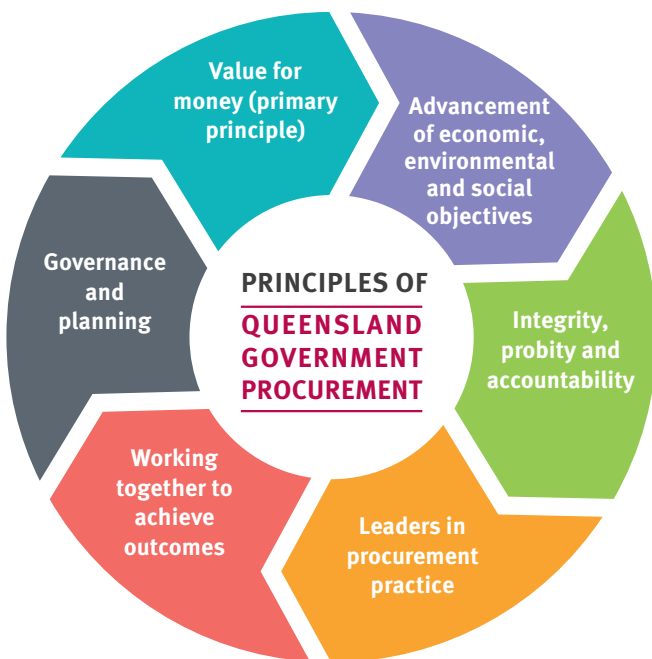 Value for
money (primary
principle)
Advancement
of economic,
environmental
and social
objectives
Integrity,
probity and
accountability
Leaders in
procurement
practice
Working
together to
achieve
outcomes
Governance
and
planning
PRINCIPLES OF
QUEENSLAND
GOVERNMENT
PROCUREMENT